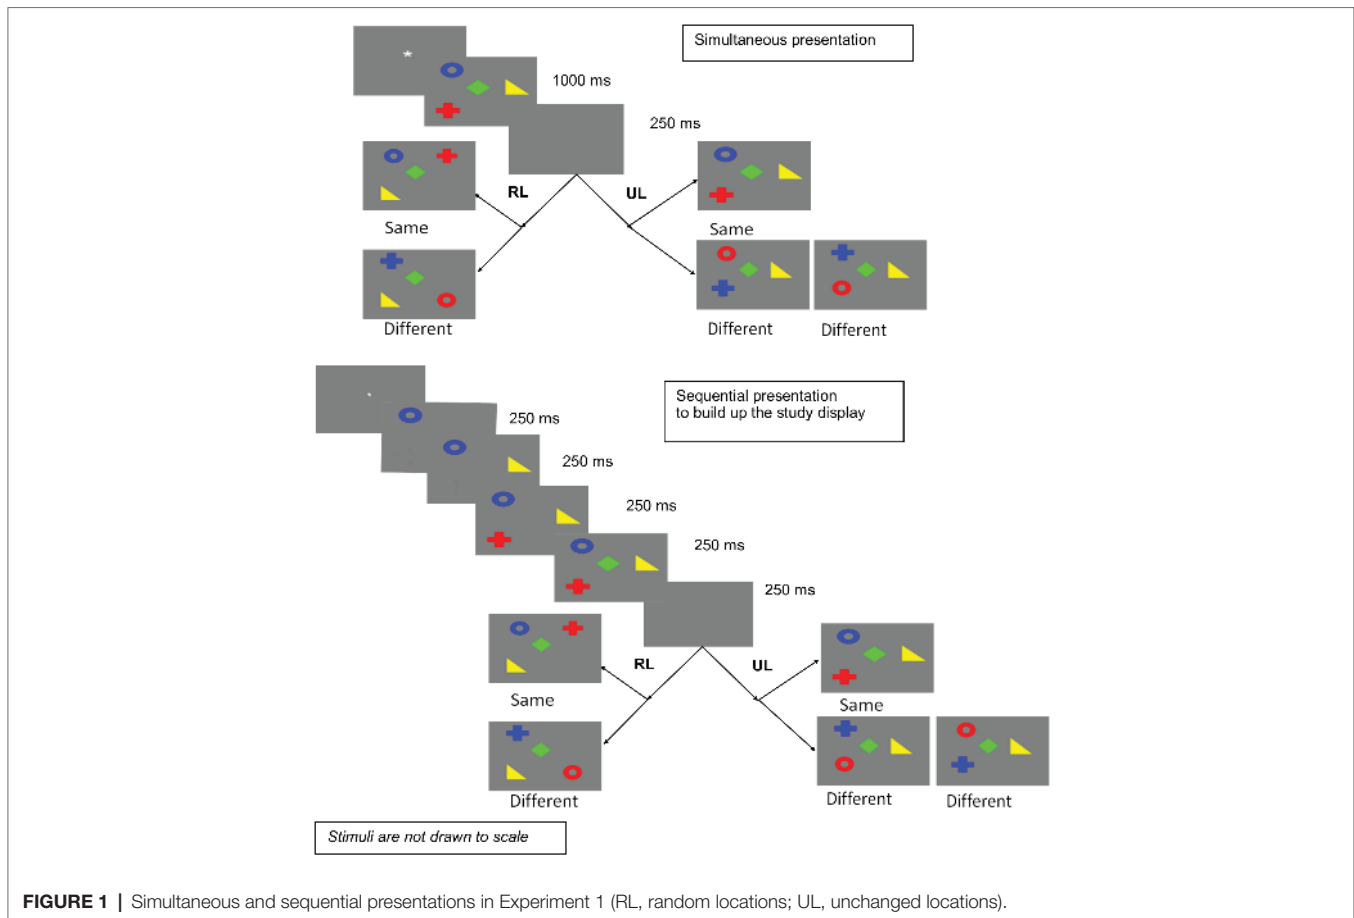 Simultaneous presentation
*
1000 ms
250 ms
RL
UL
Same
Same
Different
Different
Different
Sequential presentation
to build up the study display
250 ms
250 ms
250 ms
250 ms
250 ms
RL
UL
Same
Same
Different
Different
Different
Stimuli are not drawn to scale
FIGURE 1 | Simultaneous and sequential presentations in Experiment 1 (RL, random locations; UL, unchanged locations).